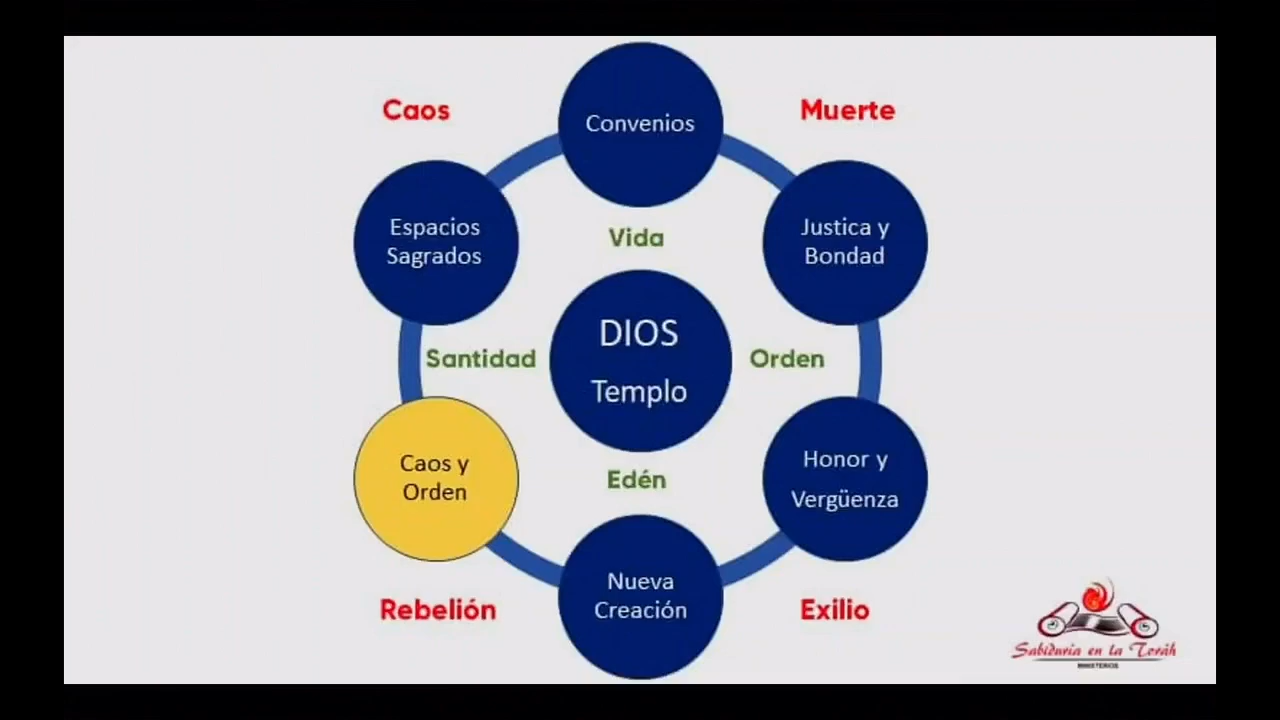 Caos
Convenios
Muerte
Espacios
Sagrados
Vida
Justica y
Bondad
Santidad
DIOS
Templo
Orden
Caos y
Orden
Edén
Honor y
Vergüenza
Rebelión
Nueva
Creación
Exilio
Sabiduría en la Toráh
MINISTERIOS